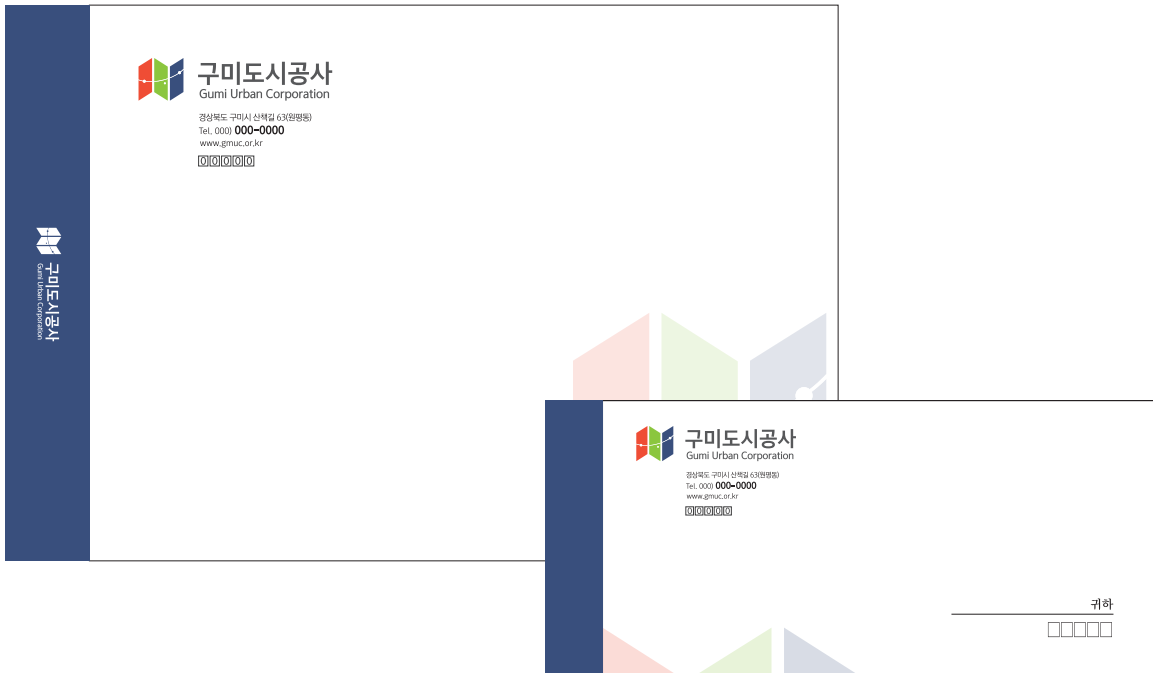 구미도시공사
Gumi Urban Corporation
경상북도 구미시 산책길 63(원평동)
Tel. 000) 000-0000
www.gmuc.or.kr
00000
구미도시공사
Gumi Urban Corporation
구미도시공사
Gumi Urban Corporation
경상북도 구미시 산책길 63(원평동)
Tel. 000) 000-0000
www.gmuc.or.kr
00000
귀하